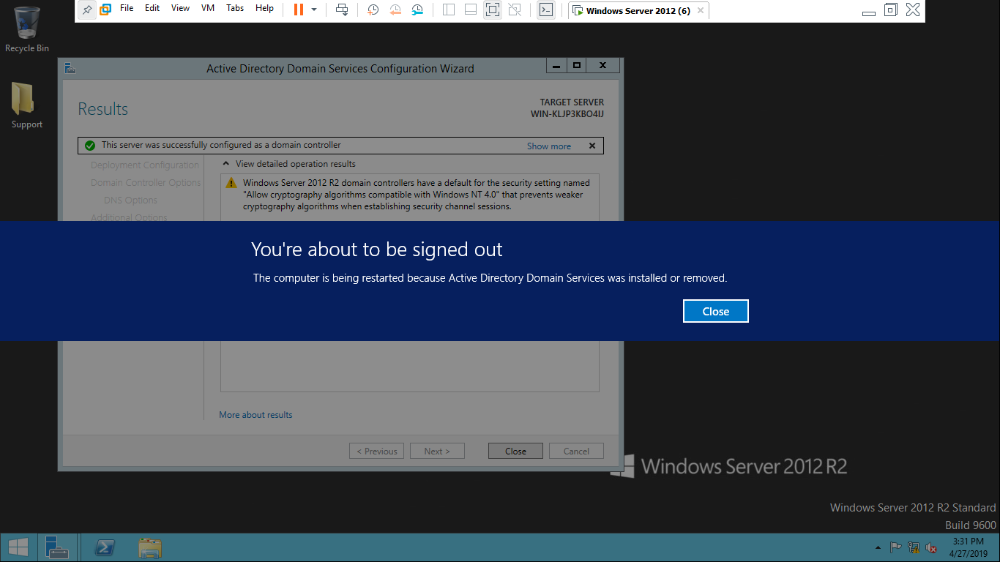 File Edit View VM Tabs Help
Windows Server 2012 (6)
Recycle Bin
Support
Active Directory Domain Services Configuration Wizard
Results
TARGET SERVER
WIN-KLJP3KBO4IJ
This server was successfully configured as a domain controller
Show more
Deployment Configuration
Domain Controller Options
DNS Options
Additional Options
View detailed operation results
Windows Server 2012 R2 domain controllers have a default for the security setting named
"Allow cryptography algorithms compatible with Windows NT 4.0" that prevents weaker
cryptography algorithms when establishing security channel sessions.
You're about to be signed out
The computer is being restarted because Active Directory Domain Services was installed or removed.
Close
More about results
< Previous
Next >
Close
Cancel
Windows Server 2012 R2
Windows Server 2012 R2 Standard
Build 9600
3:31 PM
4/27/2019